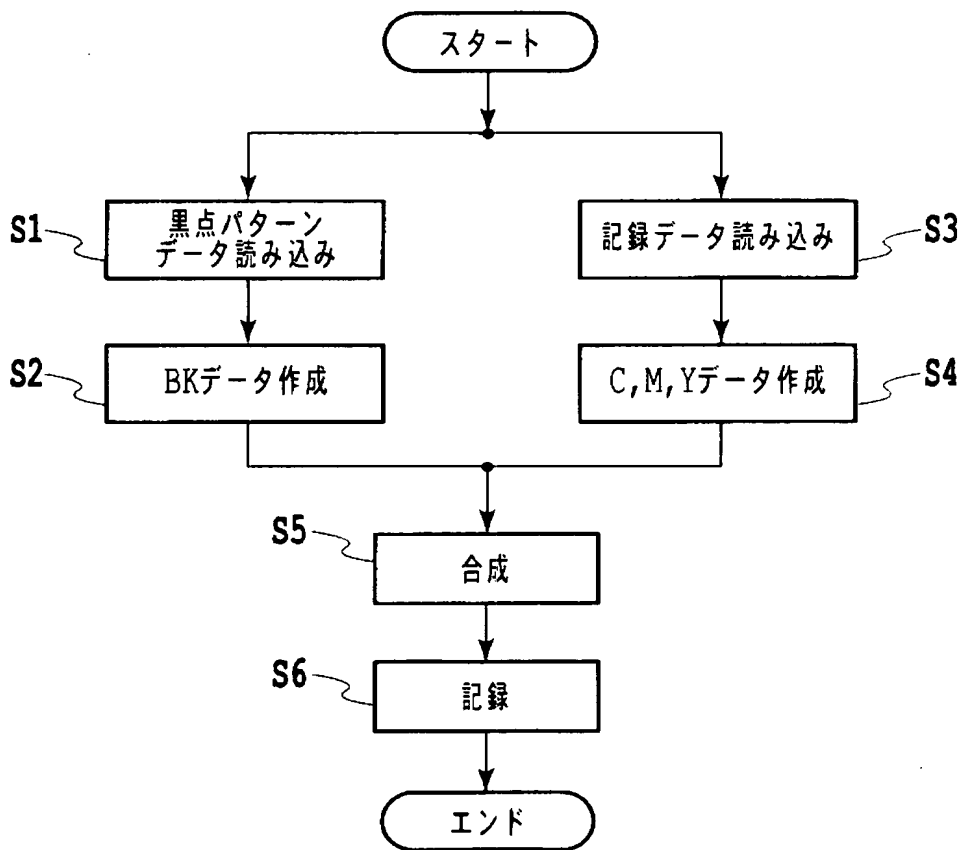 スタート
S1
黒点パターン
データ読み込み
記録データ読み込み
S3
S2
BKデータ作成
C,M,Yデータ作成
S4
S5
合成
S6
記録
エンド